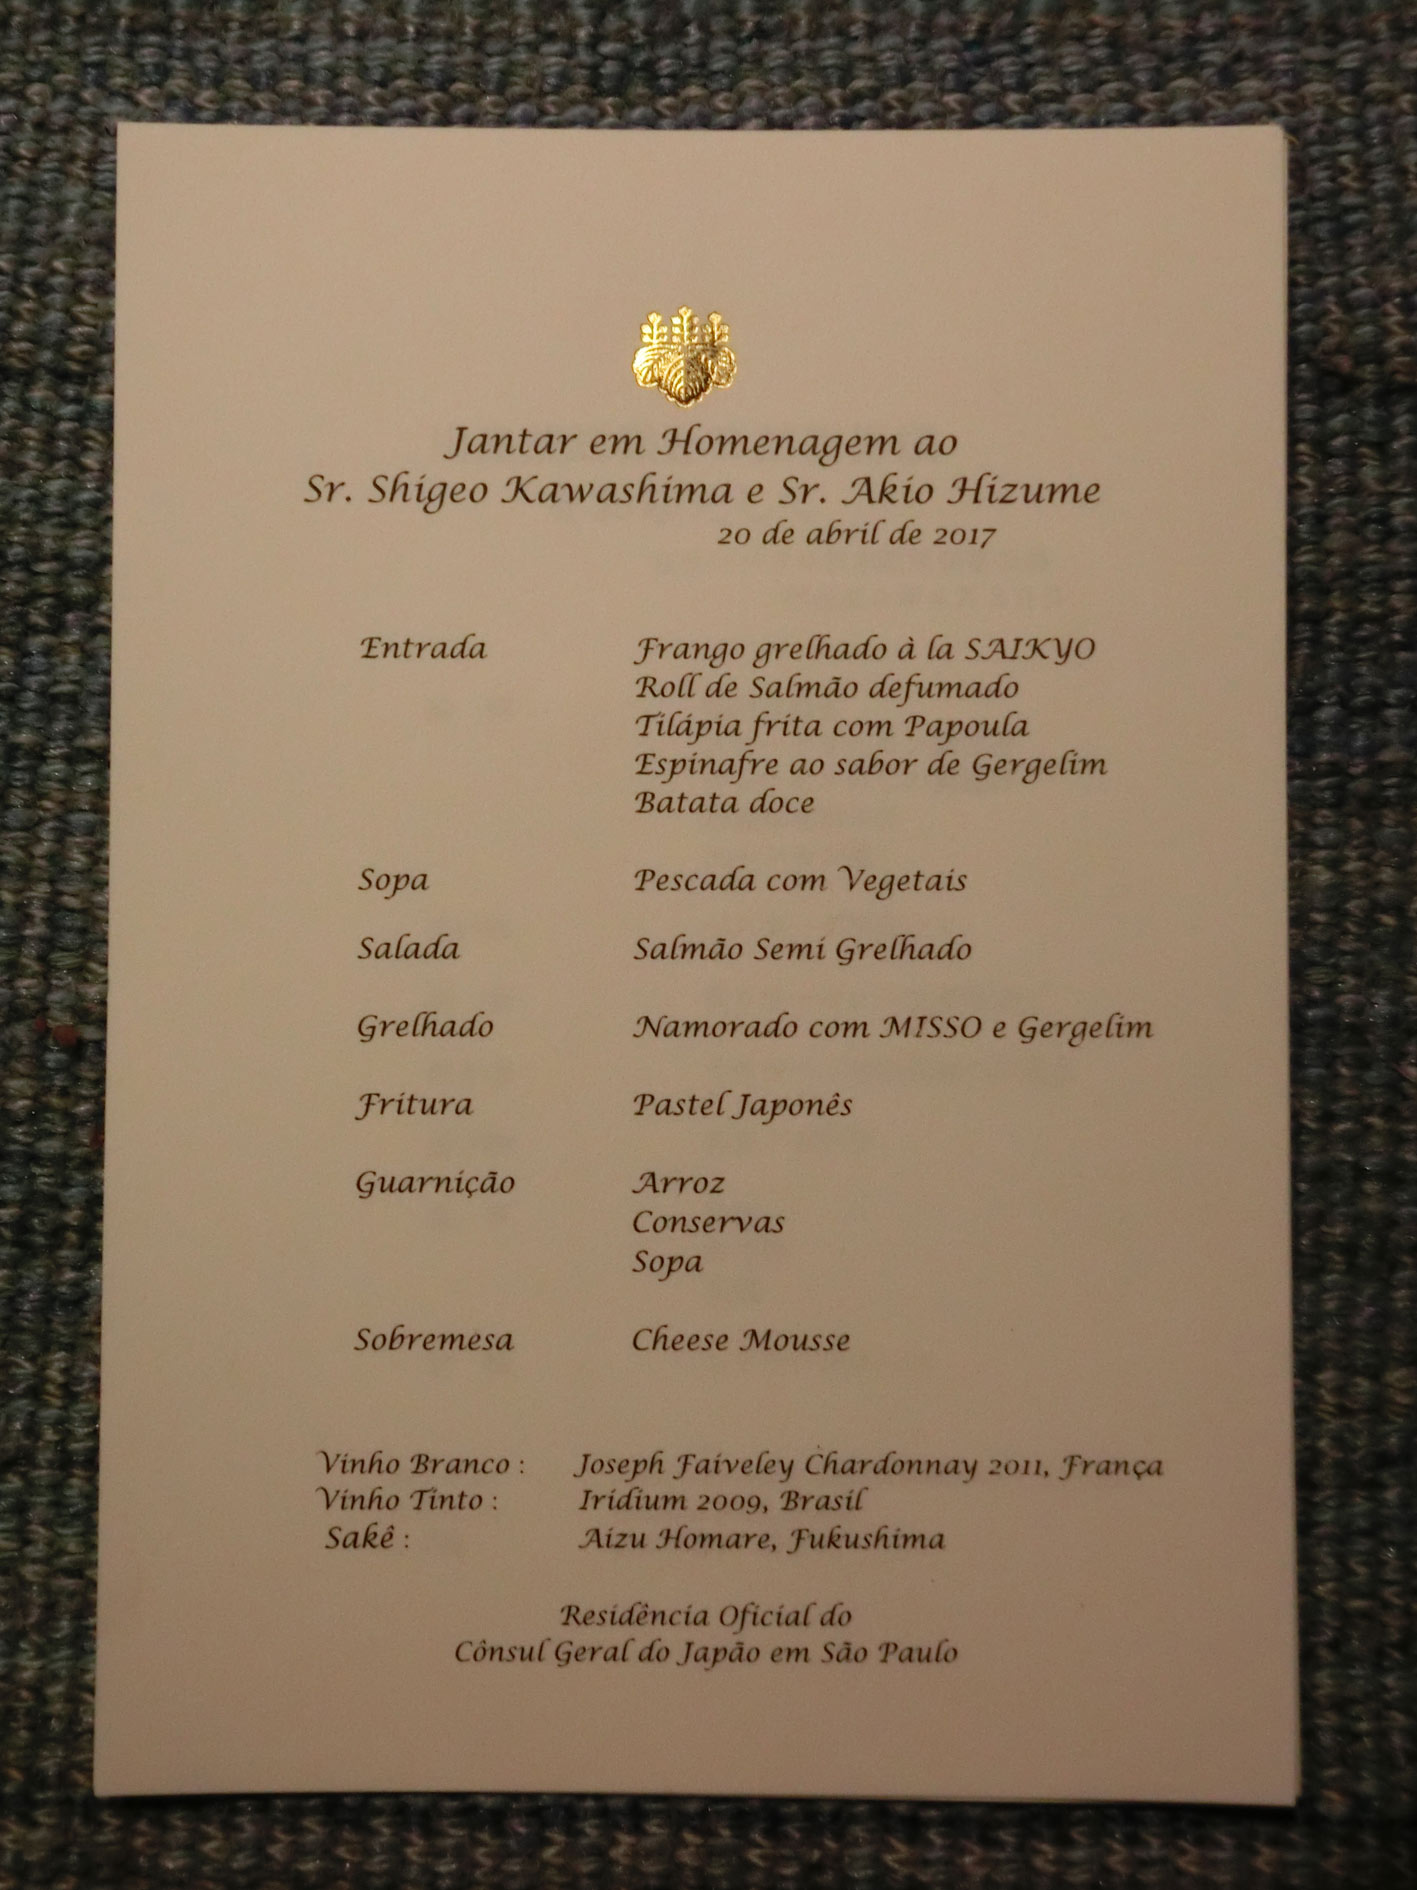 Jantar em Homenagem ao
Sr. Shigeo Kawashima e Sr. Akio Hizume
20 de abril de 2017
Entrada Frango grelhado à la SAIKYO
Roll de Salmão defumado
Tilápia frita com Papoula
Espinafre ao sabor de Gergelim
Batata doce
Sopa Pescada com Vegetais
Salada Salmão Semi Grelhado
Grelhado Namorado com MISSO e Gergelim
Fritura Pastel Japonês
Guarnição Arroz
Conservas
Sopa
Sobremesa Cheese Mousse
Vinho Branco : Joseph Faiveley Chardonnay 2011, França
Vinho Tinto : Iridium 2009, Brasil
Sakê : Aizu Homare, Fukushima
Residência Oficial do
Cônsul Geral do Japão em São Paulo